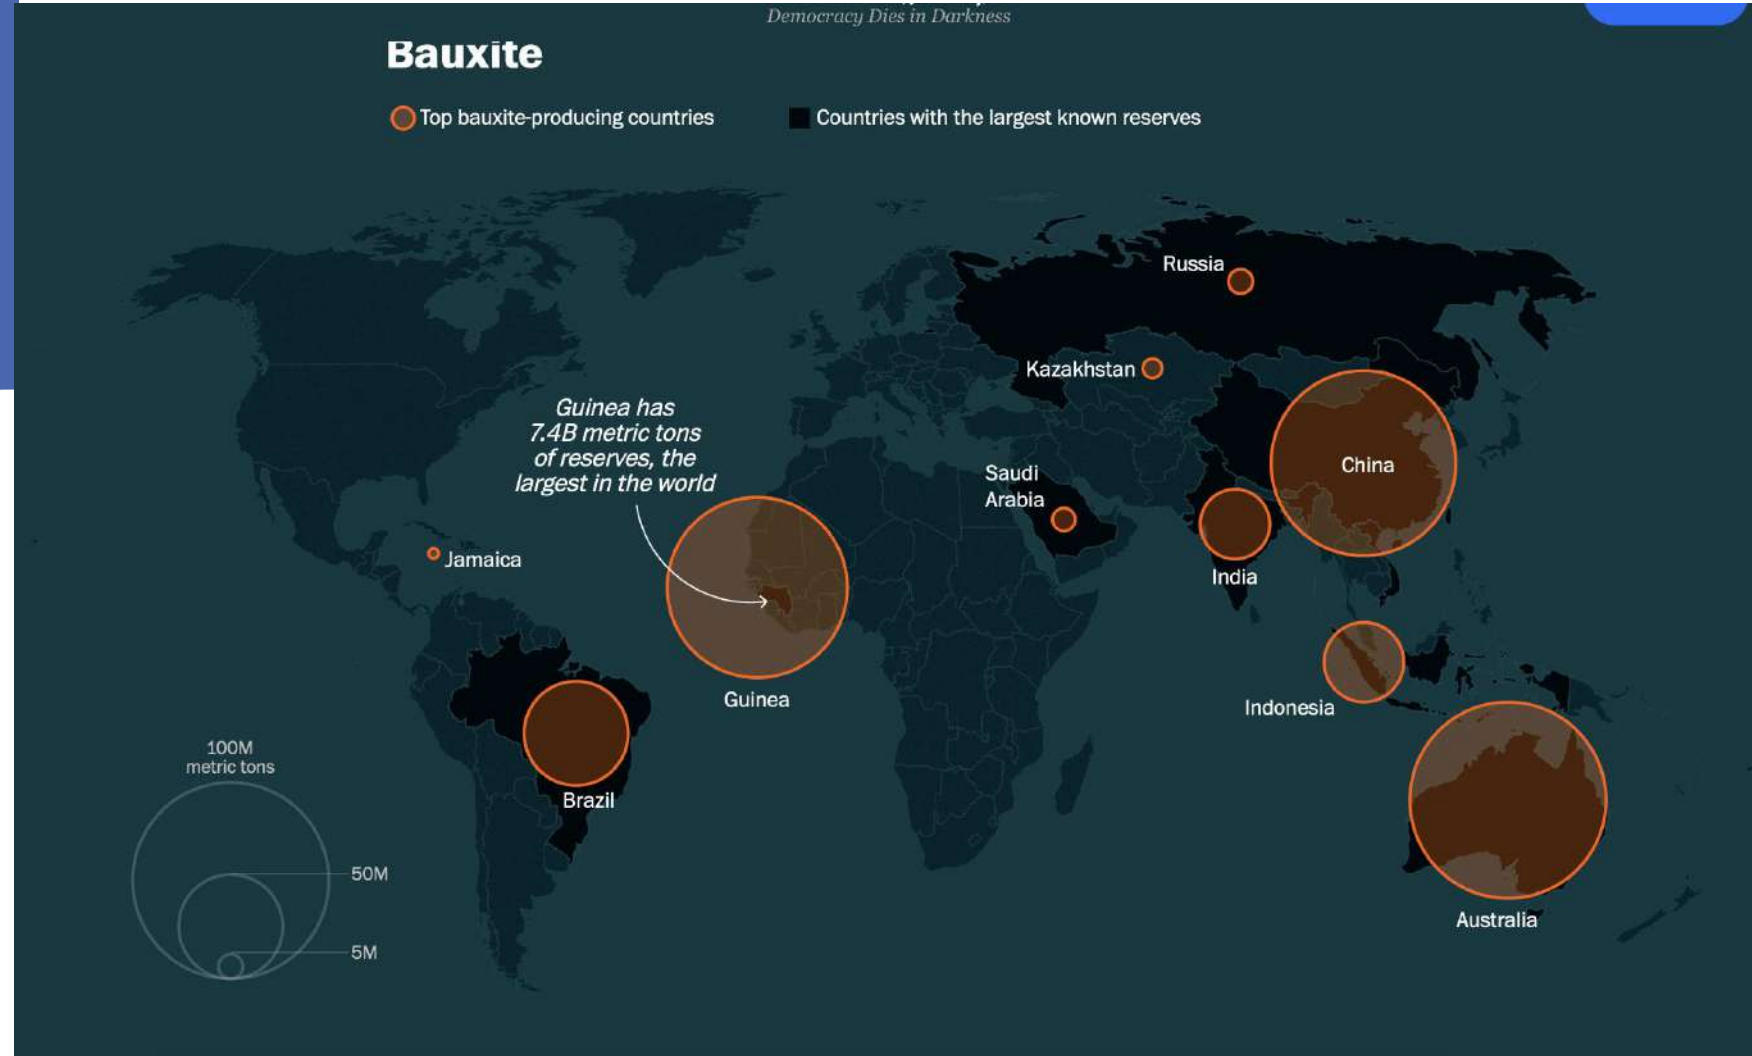 Democracy Dies in Darkness
Bauxite
Top bauxite-producing countries
Countries with the largest known reserves
Russia
Kazakhstan
Guinea has
7.4B metric tons
of reserves, the
largest in the world
China
Saudi
Arabia
Jamaica
India
Guinea
Indonesia
100M
metric tons
Brazil
50M
Australia
5M